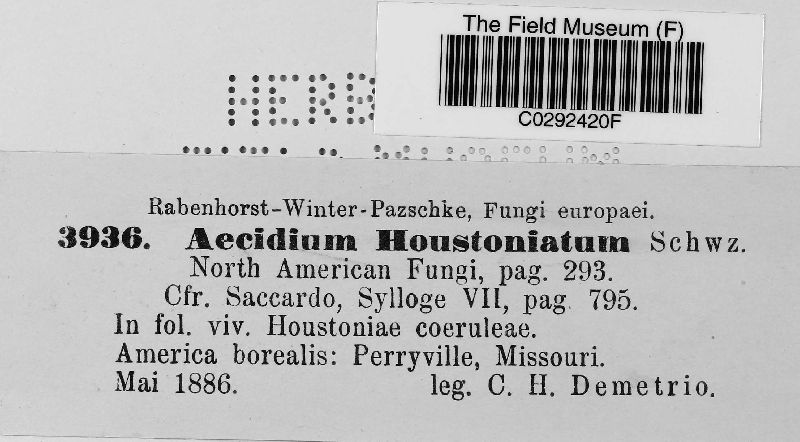 The Field Museum (F)
C0292420F
HERB
Rabenhorst-Winter-Pazschke, Fungi europaei.
3936. Aecidium Houstoniatum Schwz.
North American Fungi, pag. 293.
Cfr. Saccardo, Sylloge VII, pag. 795.
In fol. viv. Houstoniae coeruleae.
America borealis: Perryville, Missouri.
Mai 1886. leg. C. H. Demetrio.